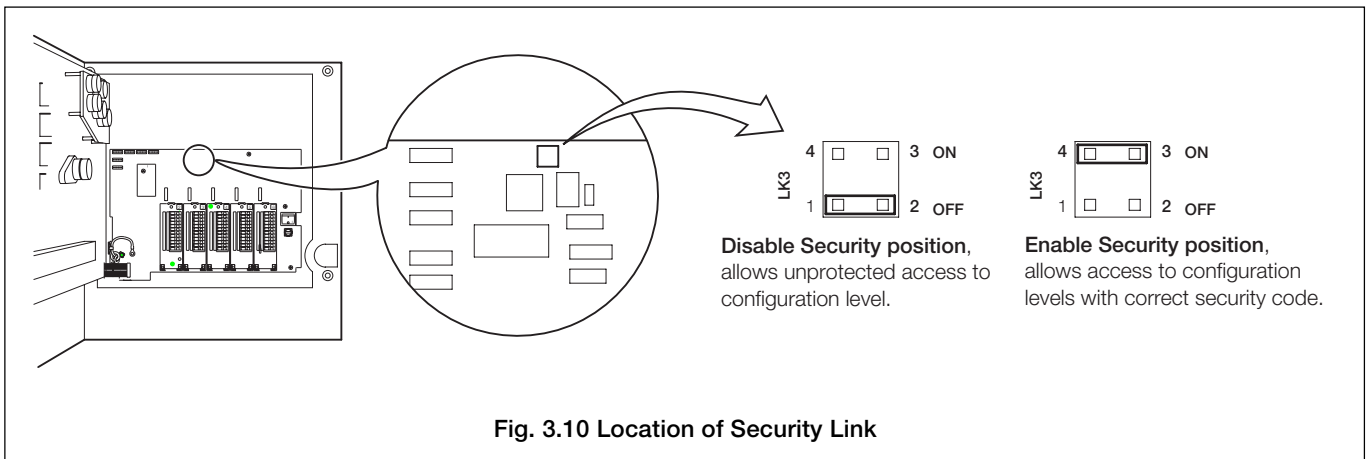 LK3
4 3 ON
1 2 OFF
Disable Security position,
allows unprotected access to
configuration level.
LK3
4 3 ON
1 2 OFF
Enable Security position,
allows access to configuration
levels with correct security code.
Fig. 3.10 Location of Security Link